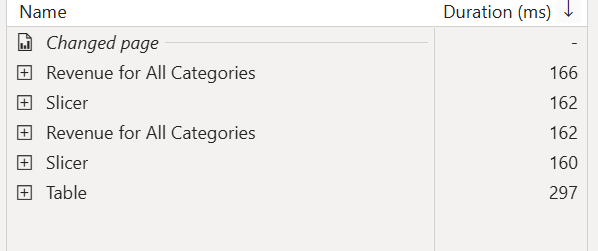 Name Duration (ms) ↓
Changed page -
Revenue for All Categories 166
Slicer 162
Revenue for All Categories 162
Slicer 160
Table 297